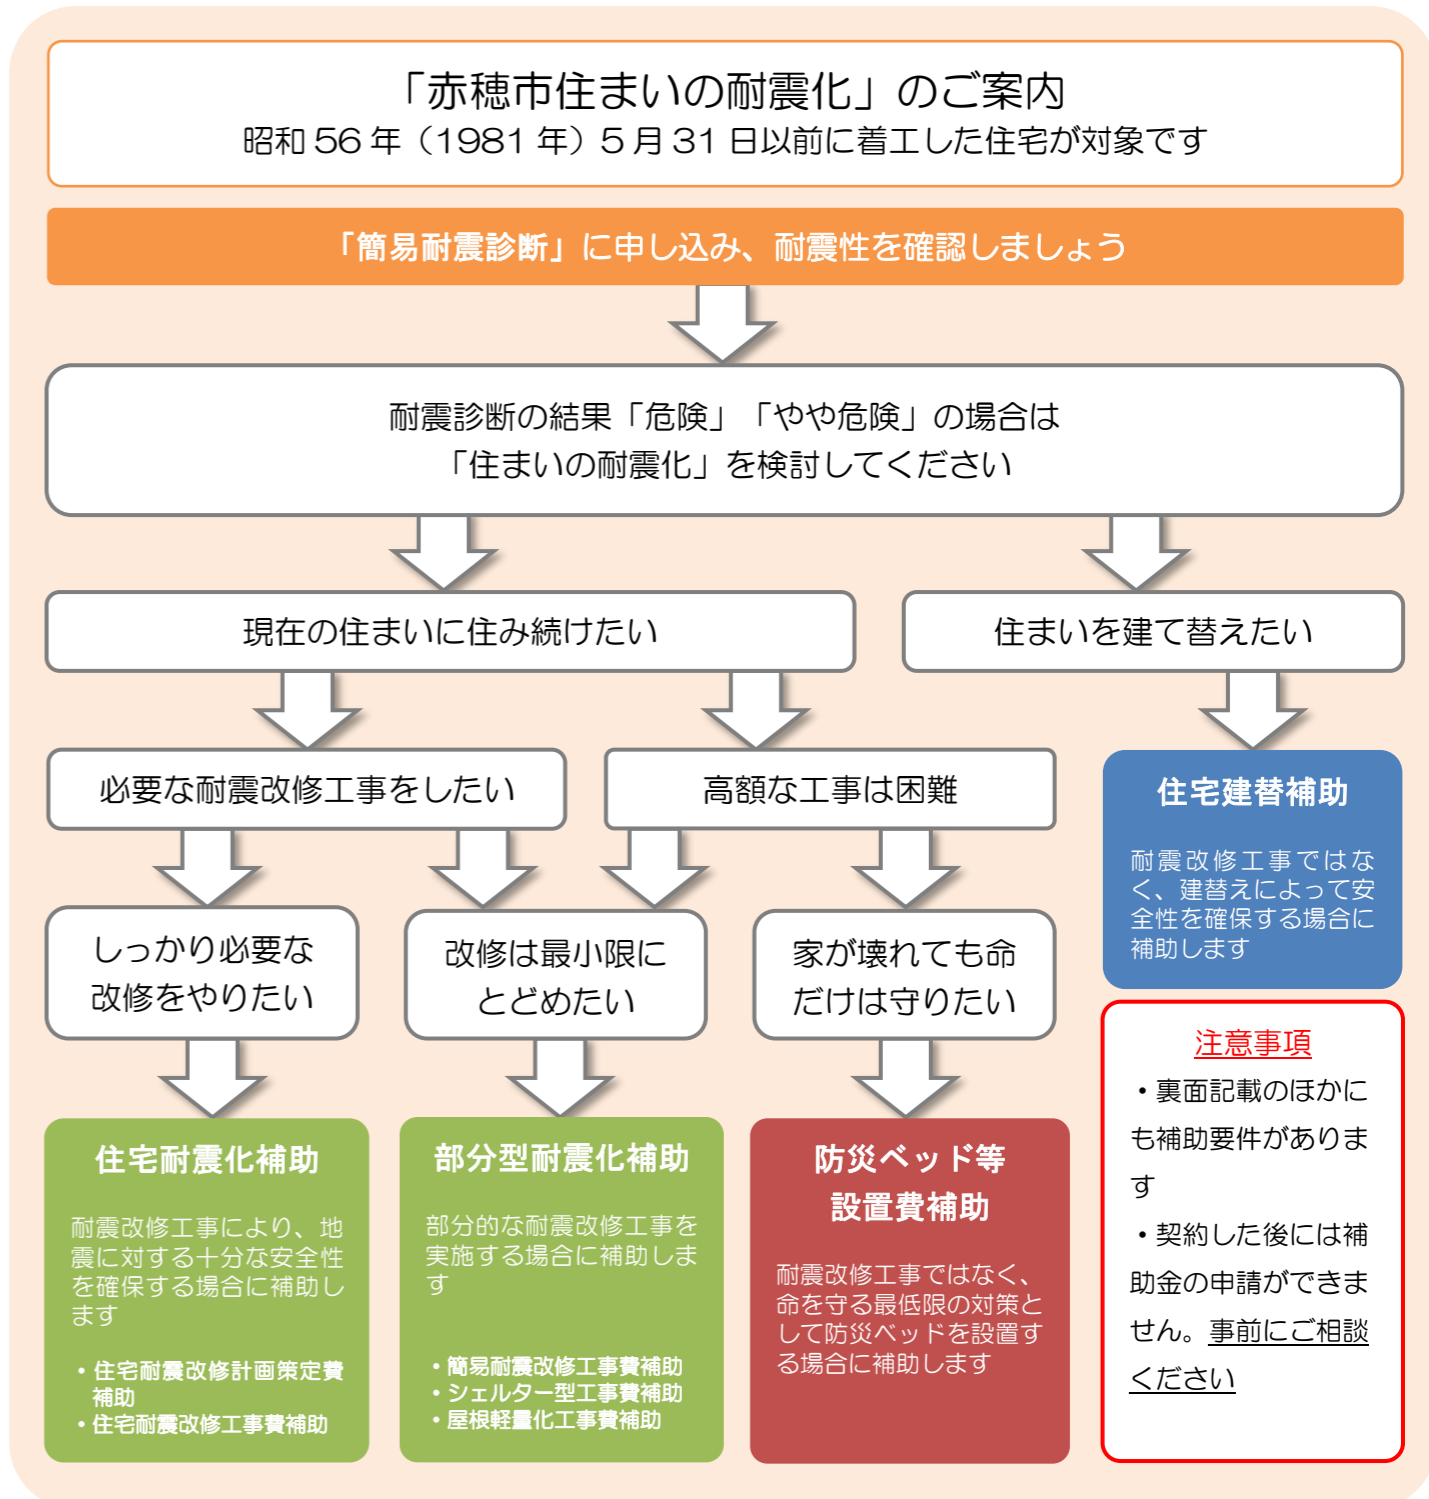 「赤穂市住まいの耐震化」のご案内
昭和 56 年（1981 年）5 月 31 日以前に着工した住宅が対象です
「簡易耐震診断」に申し込み、耐震性を確認しましょう
耐震診断の結果「危険」「やや危険」の場合は
「住まいの耐震化」を検討してください
現在の住まいに住み続けたい
住まいを建て替えたい
必要な耐震改修工事をしたい
高額な工事は困難
しっかり必要な
改修をやりたい
改修は最小限に
とどめたい
家が壊れても命
だけは守りたい
住宅建替補助
耐震改修工事ではな
く、建替えによって安
全性を確保する場合に
補助します
住宅耐震化補助
耐震改修工事により、地
震に対する十分な安全性
を確保する場合に補助し
ます
・住宅耐震改修計画策定費
補助
・住宅耐震改修工事費補助
部分型耐震化補助
部分的な耐震改修工事を
実施する場合に補助しま
す
・簡易耐震改修工事費補助
・シェルター型工事費補助
・屋根軽量化工事費補助
防災ベッド等
設置費補助
耐震改修工事ではなく、
命を守る最低限の対策と
して防災ベッドを設置す
る場合に補助します
注意事項
・裏面記載のほかに
も補助要件がありま
す
・契約した後には補
助金の申請ができま
せん。事前にご相談
ください